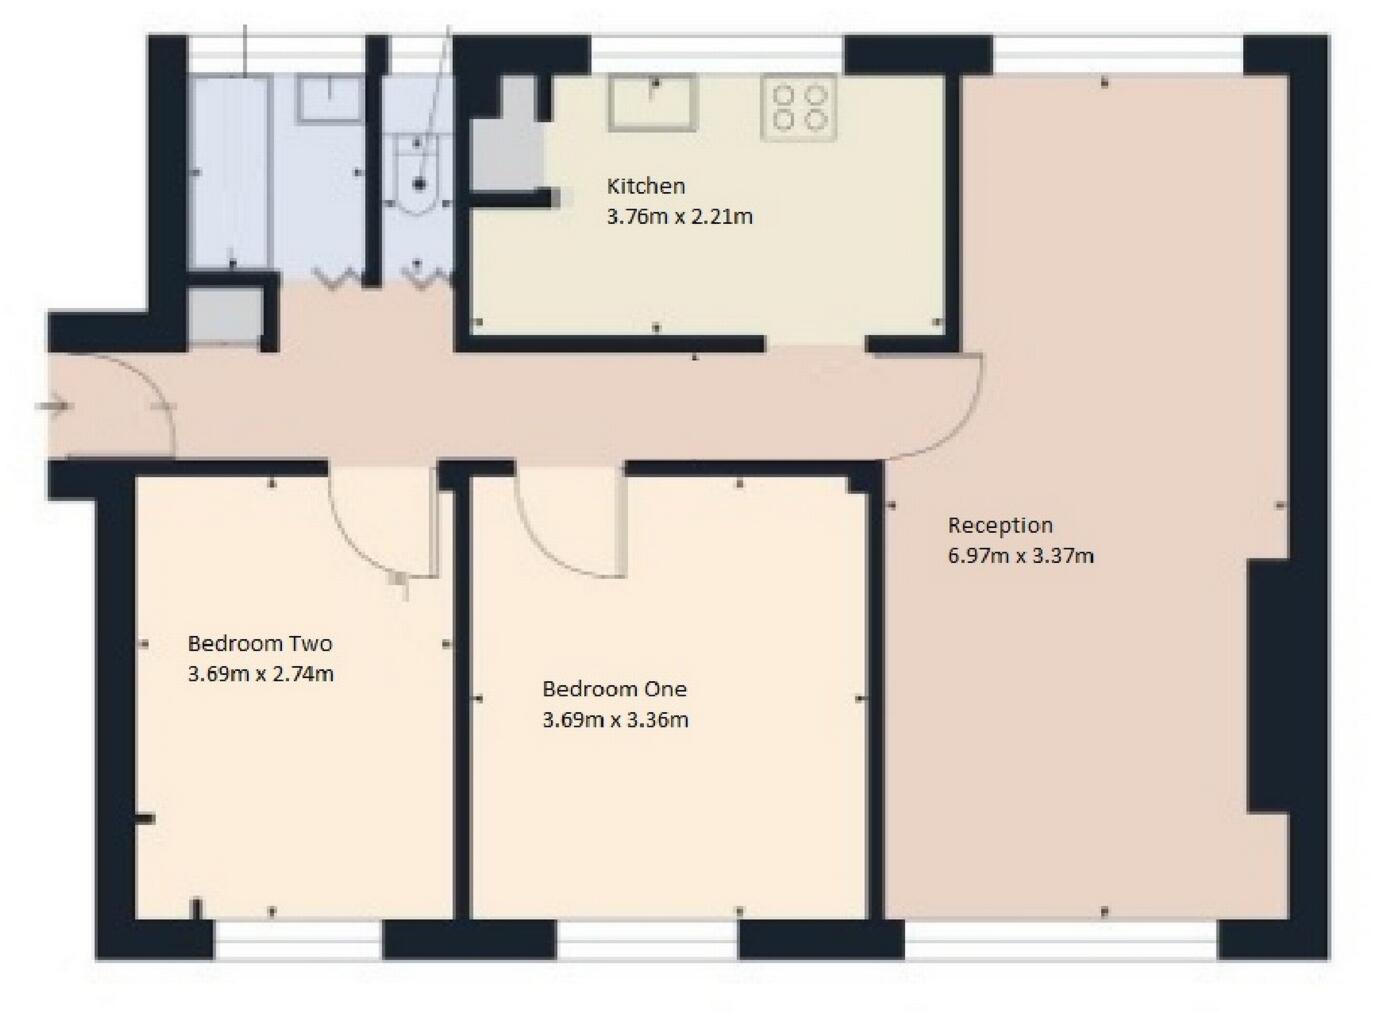 Kitchen
3.76m x 2.21m
Reception
6.97m x 3.37m
Bedroom Two
3.69m x 2.74m
Bedroom One
3.69m x 3.36m